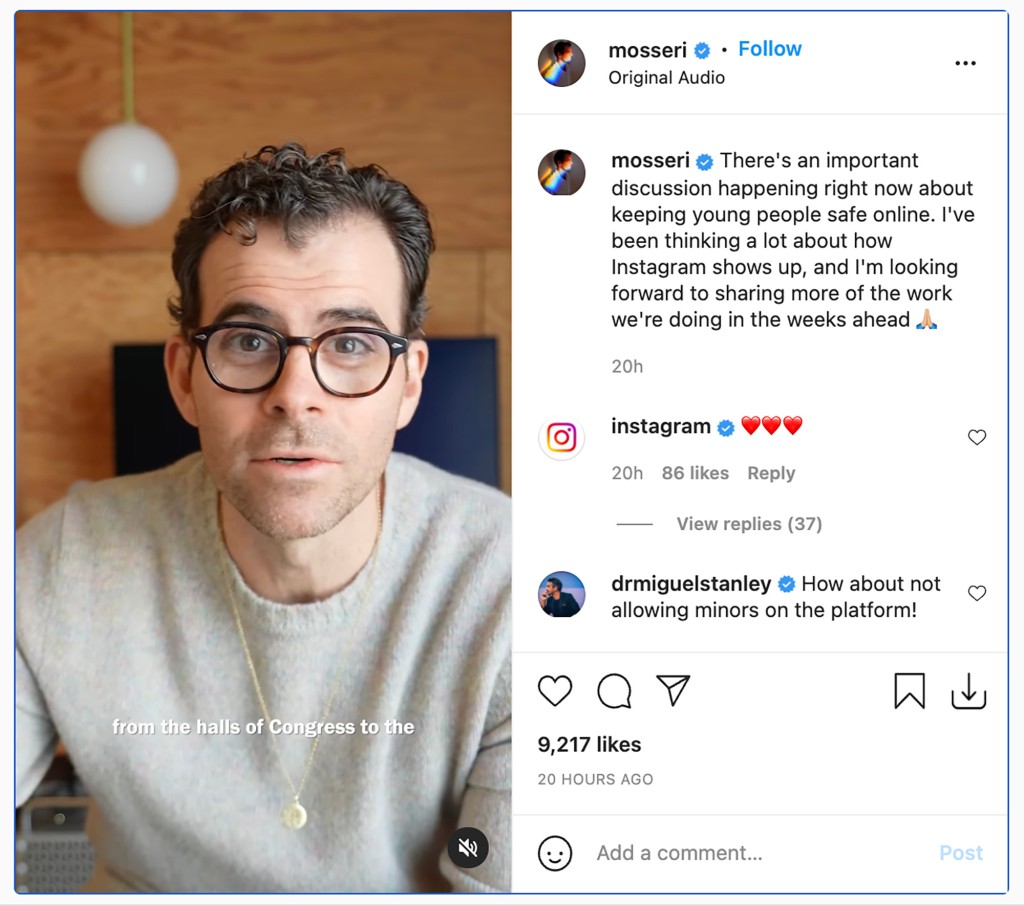 mosseri • Follow
Original Audio
mosseri There's an important
discussion happening right now about
keeping young people safe online. I've
been thinking a lot about how
Instagram shows up, and I'm looking
forward to sharing more of the work
we're doing in the weeks ahead 🙏🏼
20h
instagram ❤️❤️❤️
20h 86 likes Reply
View replies (37)
drmiguelstanley How about not
allowing minors on the platform!
from the halls of Congress to the
9,217 likes
20 HOURS AGO
Add a comment... Post